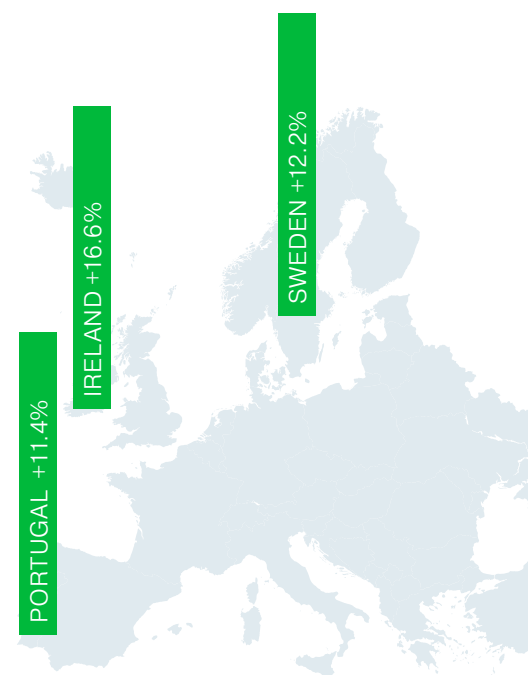 SWEDEN +12.2%
IRELAND +16.6%
PORTUGAL +11.4%